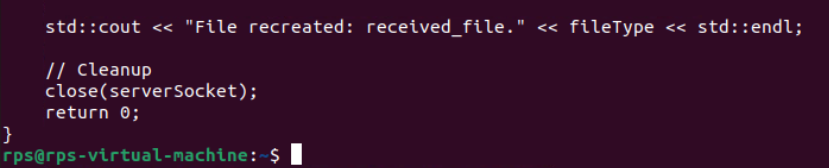 std::cout << "File recreated: received_file." << fileType << std::endl;
// Cleanup
close(serverSocket);
return 0;
}
rps@rps-virtual-machine:~$